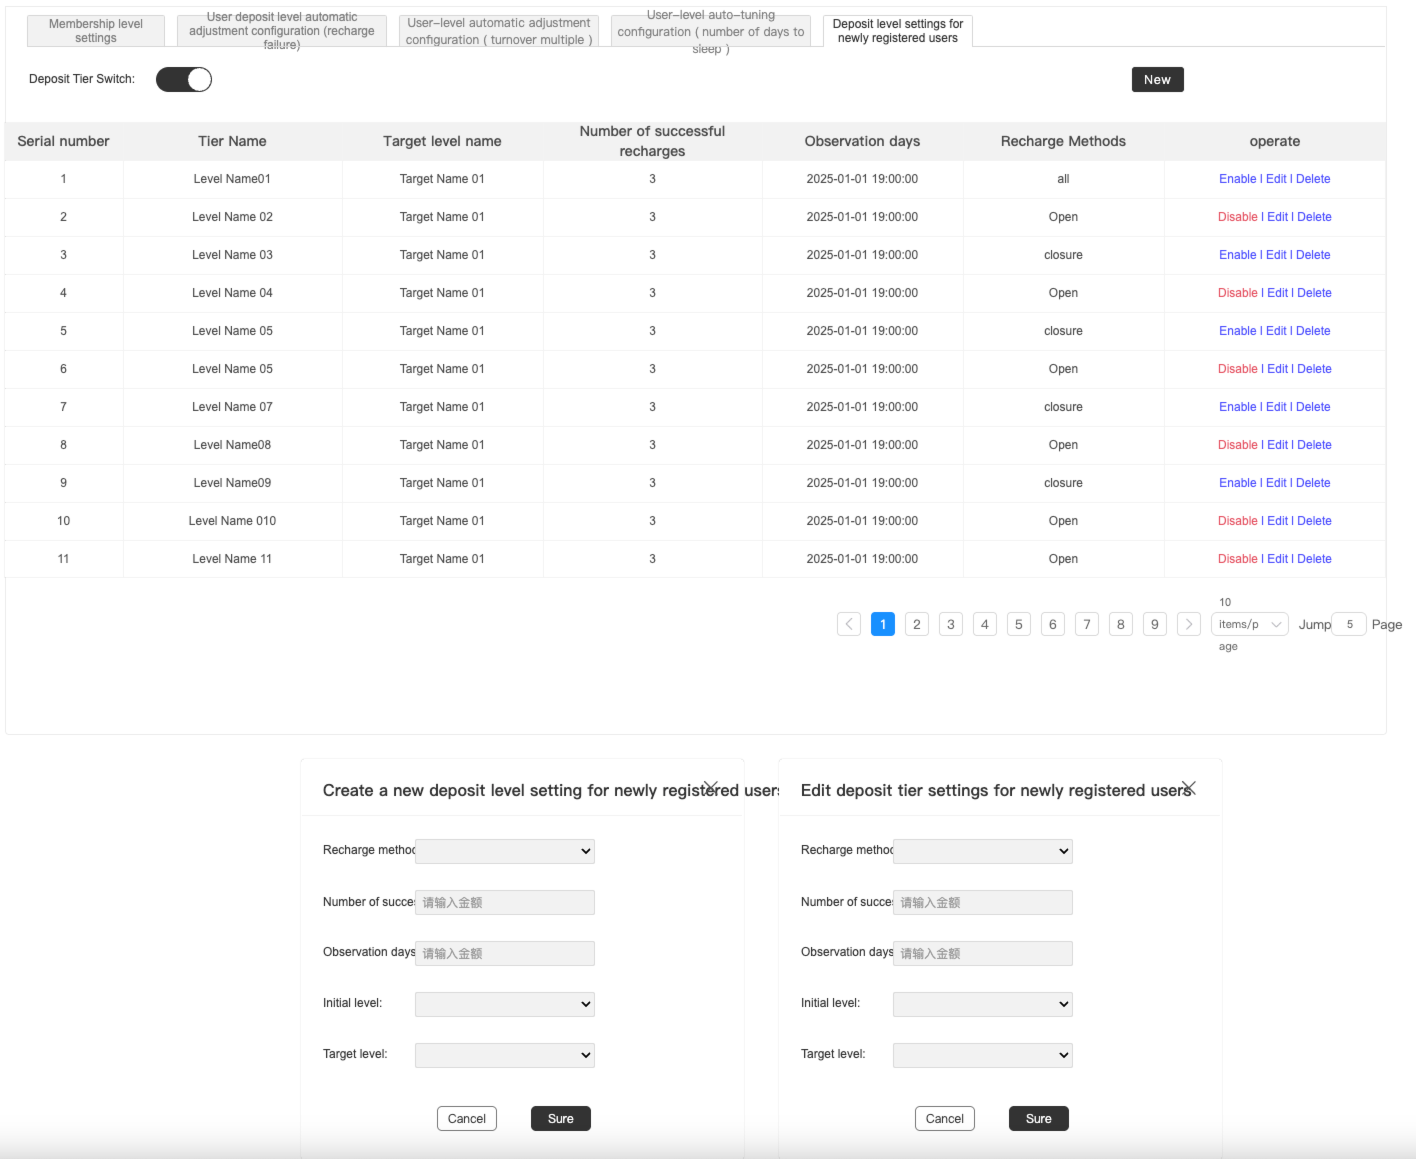 Membership level
settings
User deposit level automatic
adjustment configuration (recharge
failure)
User-level automatic adjustment
configuration ( turnover multiple )
User-level auto-tuning
configuration ( number of days to
sleep )
Deposit level settings for
newly registered users
Deposit Tier Switch:
New
Serial number Tier Name Target level name Number of successful recharges Observation days Recharge Methods operate
1 Level Name01 Target Name 01 3 2025-01-01 19:00:00 all Enable I Edit I Delete
2 Level Name 02 Target Name 01 3 2025-01-01 19:00:00 Open Disable I Edit I Delete
3 Level Name 03 Target Name 01 3 2025-01-01 19:00:00 closure Enable I Edit I Delete
4 Level Name 04 Target Name 01 3 2025-01-01 19:00:00 Open Disable I Edit I Delete
5 Level Name 05 Target Name 01 3 2025-01-01 19:00:00 closure Enable I Edit I Delete
6 Level Name 05 Target Name 01 3 2025-01-01 19:00:00 Open Disable I Edit I Delete
7 Level Name 07 Target Name 01 3 2025-01-01 19:00:00 closure Enable I Edit I Delete
8 Level Name08 Target Name 01 3 2025-01-01 19:00:00 Open Disable I Edit I Delete
9 Level Name09 Target Name 01 3 2025-01-01 19:00:00 closure Enable I Edit I Delete
10 Level Name 010 Target Name 01 3 2025-01-01 19:00:00 Open Disable I Edit I Delete
11 Level Name 11 Target Name 01 3 2025-01-01 19:00:00 Open Disable I Edit I Delete
1 2 3 4 5 6 7 8 9
10
items/p
age
Jump 5 Page
Create a new deposit level setting for newly registered users
Recharge method
Number of succes 请输入金额
Observation days 请输入金额
Initial level:
Target level:
Cancel Sure
Edit deposit tier settings for newly registered users
Recharge method
Number of succes 请输入金额
Observation days 请输入金额
Initial level:
Target level:
Cancel Sure